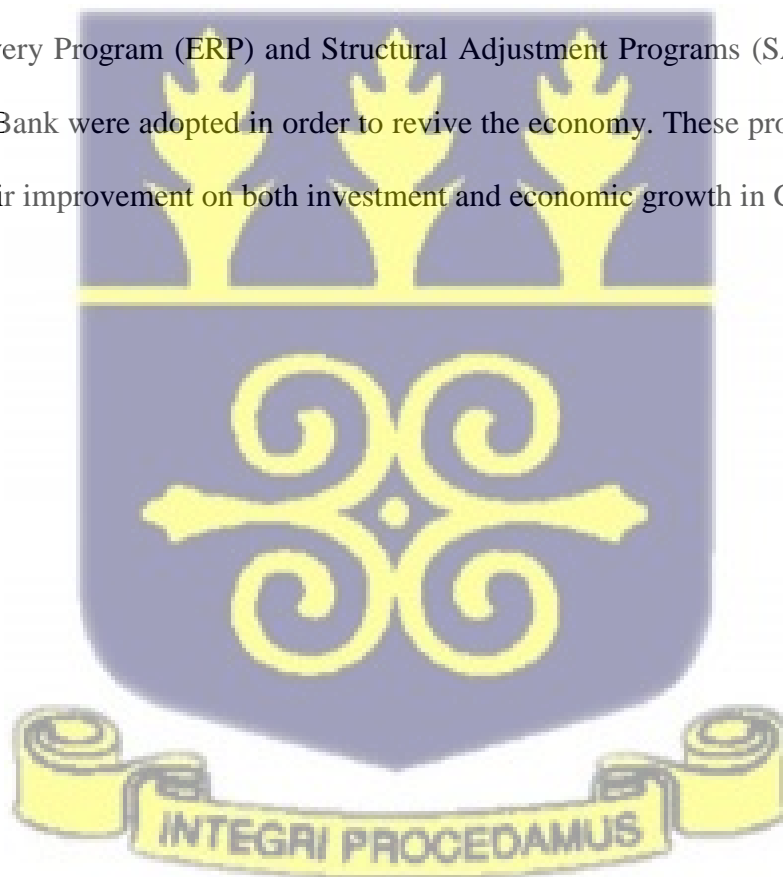 very Program (ERP) and Structural Adjustment Programs (SA
Bank were adopted in order to revive the economy. These pro
ir improvement on both investment and economic growth in
INTEGRI PROCEDAMUS